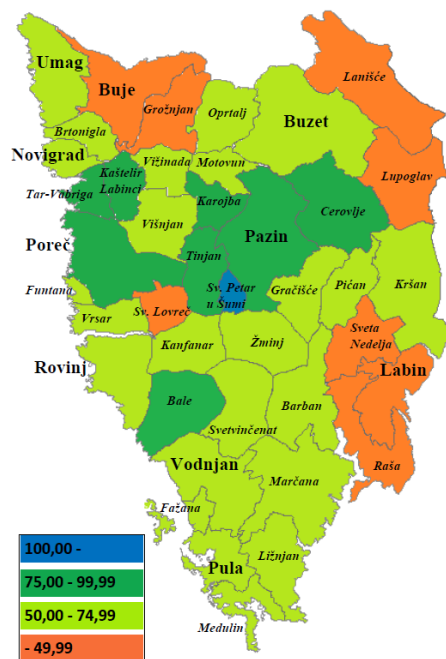 Umag
Buje
Grožnjan
Oprtalj
Lanišće
Buzet
Brtonigla
Novigrad
Kaštelir
Labinci
Vižinada
Motovun
Lupoglav
Tar-Vabriga
Karojba
Cerovlje
Višnjan
Pazin
Poreč
Tinjan
Sv. Petar
u Šumi
Gračišće
Pićan
Kršan
Funtana
Vrsar
Sv. Lovreč
Sveta
Nedelja
Kanfanar
Žminj
Rovinj
Labin
Bale
Barban
Svetvinčenat
Raša
Vodnjan
Marčana
Fažana
Ližnjan
Pula
Medulin
100,00 -
75,00 - 99,99
50,00 - 74,99
- 49,99